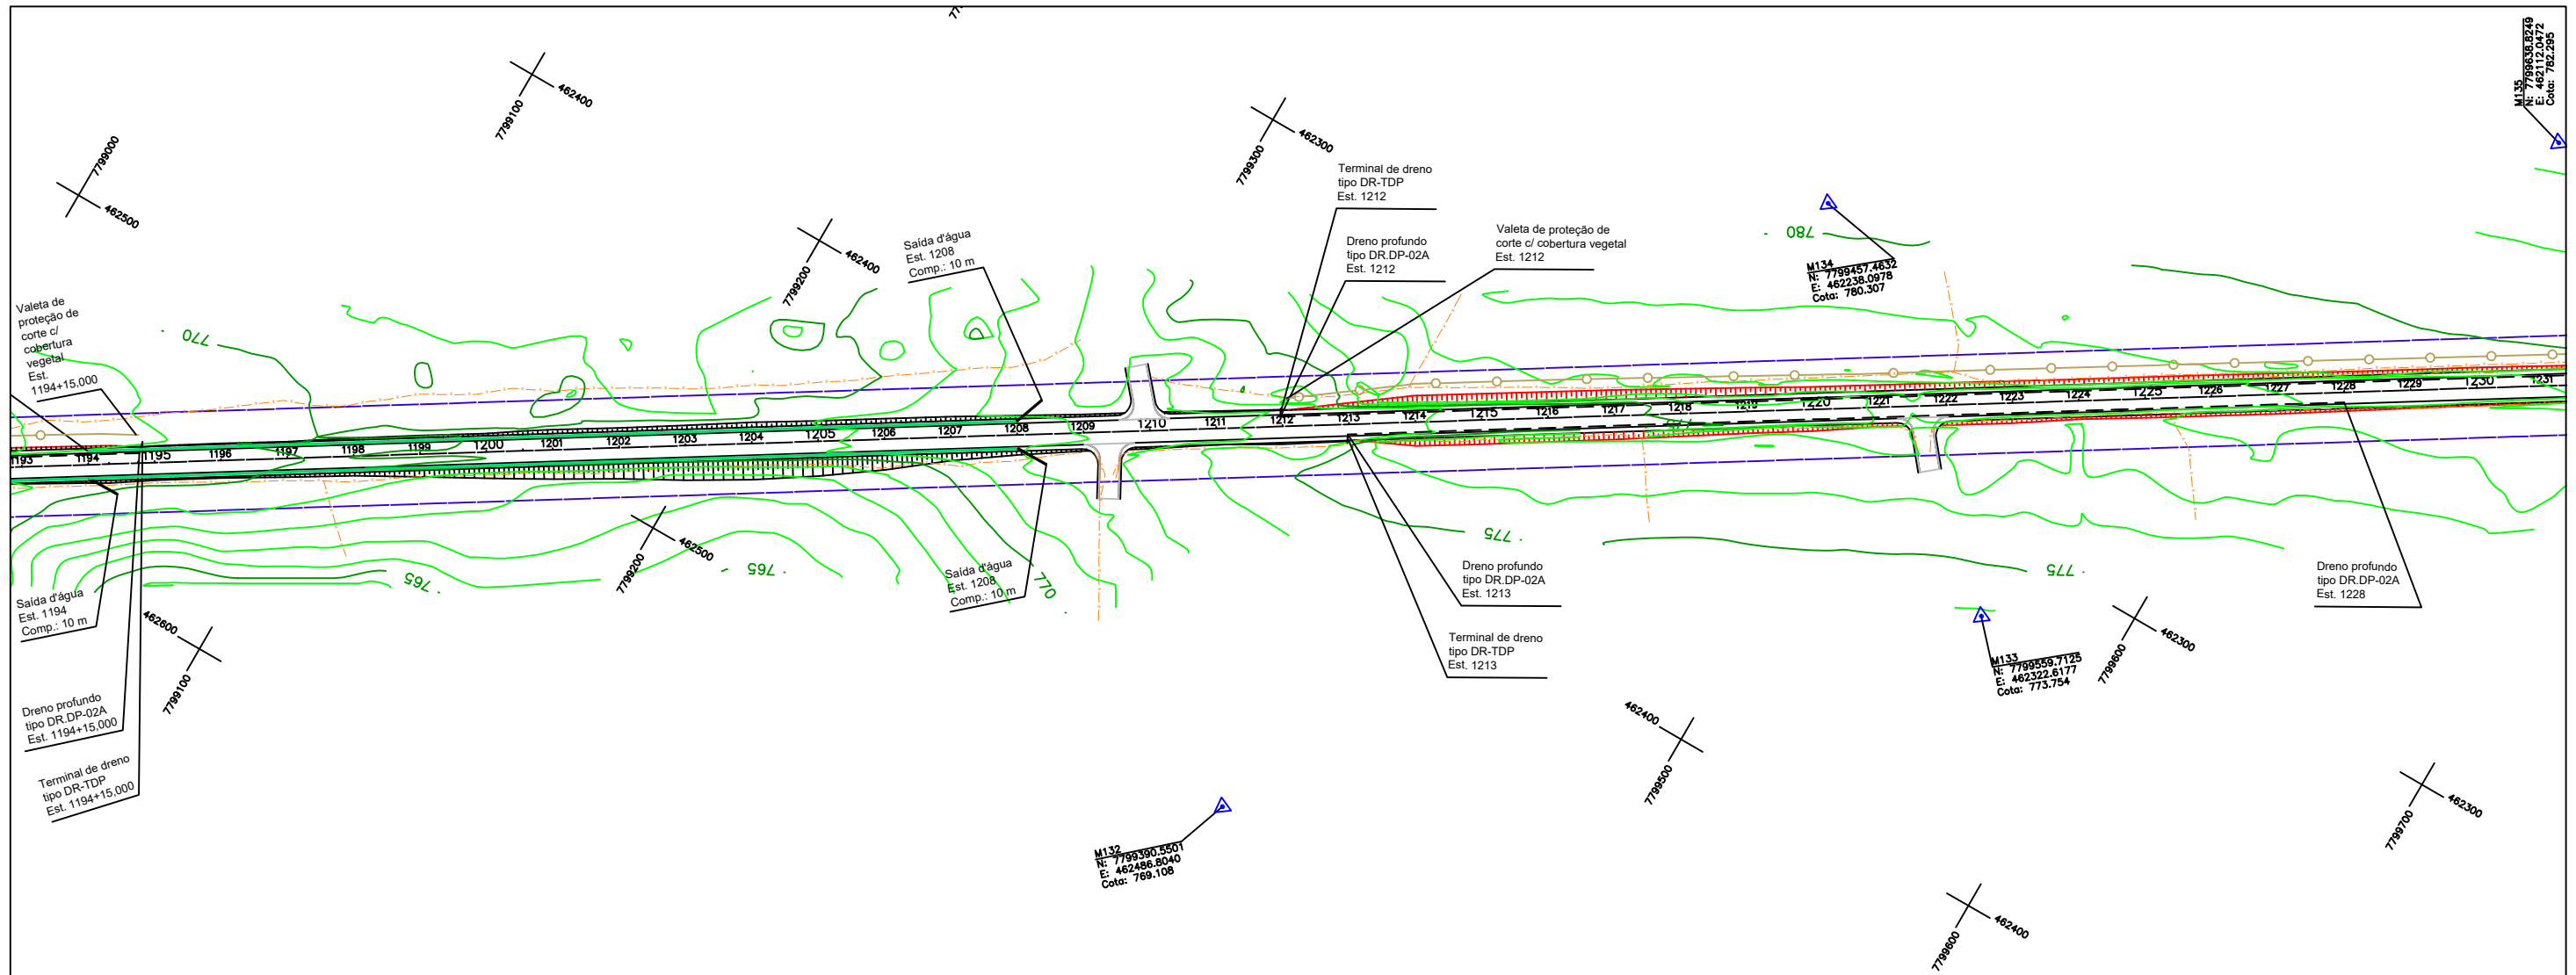 7799000
462500
7799100
462400
77
7799200
462400
7799300
462300
M135
N: 7799638.8249
E: 462112.0472
Cota: 782.295
Terminal de dreno
tipo DR-TDP
Est. 1212
Dreno profundo
tipo DR.DP-02A
Est. 1212
Valeta de proteção de
corte c/ cobertura vegetal
Est. 1212
780
M134
N: 7799457.4632
E: 462238.0978
Cota: 780.307
Saída d'água
Est. 1208
Comp.: 10 m
Valeta de
proteção de
corte c/
cobertura
vegetal
Est.
1194+15,000
770
1193
1194
1195
1196
1197
1198
1199
1200
1201
1202
1203
1204
1205
1206
1207
1208
1209
1210
1211
1212
1213
1214
1215
1216
1217
1218
1219
1220
1221
1222
1223
1224
1225
1226
1227
1228
1229
1230
1231
775
775
765
765
770
775
7799200
462500
Saída d'água
Est. 1194
Comp.: 10 m
462600
7799100
Dreno profundo
tipo DR.DP-02A
Est. 1194+15,000
Terminal de dreno
tipo DR-TDP
Est. 1194+15,000
Saída d'água
Est. 1208
Comp.: 10 m
Dreno profundo
tipo DR.DP-02A
Est. 1213
Terminal de dreno
tipo DR-TDP
Est. 1213
Dreno profundo
tipo DR.DP-02A
Est. 1228
M133
N: 7799559.7125
E: 462322.6177
Cota: 773.754
7799600
462300
462400
7799500
M132
N: 7799390.5501
E: 462486.8040
Cota: 769.108
7799700
462300
7799600
462400